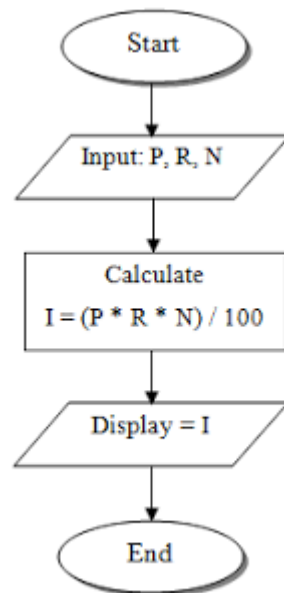 Start
Input: P, R, N
Calculate
I = (P * R * N) / 100
Display = I
End